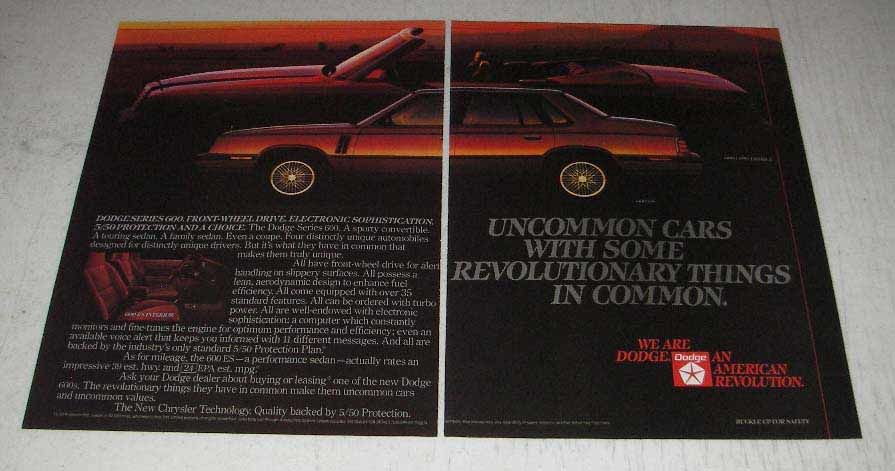 DODGE SERIES 600. FRONT-WHEEL DRIVE. ELECTRONIC SOPHISTICATION.
5/50 PROTECTION AND A CHOICE. The Dodge Series 600. A sporty convertible.
A touring sedan. A family sedan. Even a coupe. Four distinctly unique automobiles
designed for distinctly unique drivers. But it's what they have in common that
makes them truly unique.
All have front-wheel drive for alert
handling on slippery surfaces. All possess a
lean, aerodynamic design to enhance fuel
efficiency. All come equipped with over 35
standard features. All can be ordered with turbo
power. All are well-endowed with electronic
sophistication: a computer which constantly
monitors and fine-tunes the engine for optimum performance and efficiency; even an
available voice alert that keeps you informed with 11 different messages. And all are
backed by the industry's only standard 5/50 Protection Plan.
As for mileage, the 600 ES—a performance sedan—actually rates an
impressive 39 est. hwy. and 24 EPA est. mpg.
Ask your Dodge dealer about buying or leasing one of the new Dodge
600s. The revolutionary things they have in common make them uncommon cars
and uncommon values.
The New Chrysler Technology. Quality backed by 5/50 Protection.
600 ES INTERIOR
UNCOMMON CARS
WITH SOME
REVOLUTIONARY THINGS
IN COMMON.
WE ARE
DODGE.
Dodge
AN
AMERICAN
REVOLUTION.
BUCKLE UP FOR SAFETY